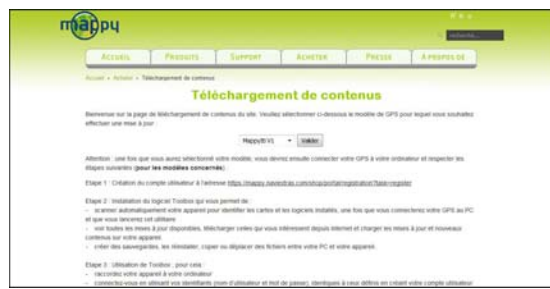 mappy
recherche...
ACCUEIL PRODUITS SUPPORT ACHETER PRESSE A PROPOS DE
Accueil » Acheter » Téléchargement de contenus
Téléchargement de contenus
Bienvenue sur la page de téléchargement de contenus du site. Veuillez sélectionner ci-dessous le modèle de GPS pour lequel vous souhaitez
effectuer une mise à jour :
Valider
Attention : une fois que vous aurez sélectionné votre modèle, vous devrez ensuite connecter votre GPS à votre ordinateur et respecter les
étapes suivantes (pour les modèles concernés) :
Etape 1 : Création du compte utilisateur à l'adresse
Etape 2 : Installation du logiciel Toolbox qui vous permet de :
- scanner automatiquement votre appareil pour identifier les cartes et les logiciels installés, une fois que vous connecterez votre GPS au PC
et que vous lancerez cet utilitaire
- voir toutes les mises à jour disponibles, télécharger celles qui vous intéressent depuis internet et charger les mises à jour et nouveaux
contenus sur votre appareil
- créer des sauvegardes, les réinstaller, copier ou déplacer des fichiers entre votre PC et votre appareil.
Etape 3 : Utilisation de Toolbox, pour cela :
- raccordez votre appareil à votre ordinateur
- connectez-vous en utilisant vos identifiants (nom d'utilisateur et mot de passe), identiques à ceux définis en créant votre compte utilisateur